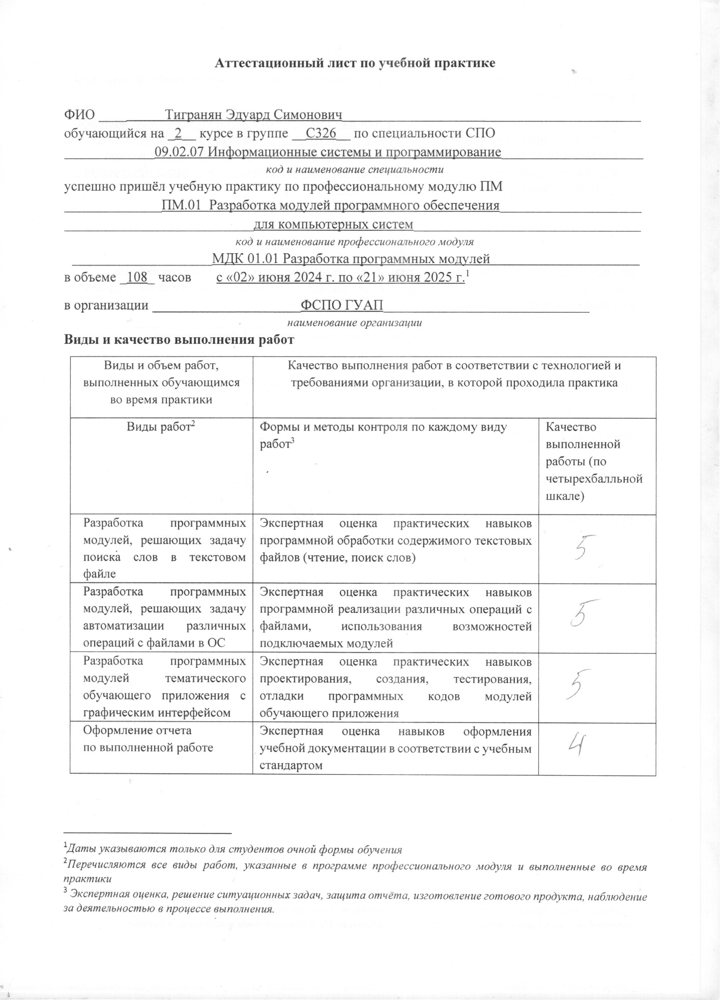 Аттестационный лист по учебной практике
ФИО Тигранян Эдуард Симонович
обучающийся на 2 курсе в группе С326 по специальности СПО
09.02.07 Информационные системы и программирование
код и наименование специальности
успешно пришёл учебную практику по профессиональному модулю ПМ
ПМ.01 Разработка модулей программного обеспечения
для компьютерных систем
код и наименование профессионального модуля
МДК 01.01 Разработка программных модулей
в объеме 108 часов с «02» июня 2024 г. по «21» июня 2025 г.1
в организации ФСПО ГУАП
наименование организации
Виды и качество выполнения работ
Виды и объем работ,
выполненных обучающимся
во время практики
Качество выполнения работ в соответствии с технологией и
требованиями организации, в которой проходила практика
Виды работ2
Формы и методы контроля по каждому виду
работ3
Качество
выполненной
работы (по
четырехбалльной
шкале)
Разработка программных
модулей, решающих задачу
поиска слов в текстовом
файле
Экспертная оценка практических навыков
программной обработки содержимого текстовых
файлов (чтение, поиск слов)
5
Разработка программных
модулей, решающих задачу
автоматизации различных
операций с файлами в ОС
Экспертная оценка практических навыков
программной реализации различных операций с
файлами, использования возможностей
подключаемых модулей
5
Разработка программных
модулей тематического
обучающего приложения с
графическим интерфейсом
Экспертная оценка практических навыков
проектирования, создания, тестирования,
отладки программных кодов модулей
обучающего приложения
5
Оформление отчета
по выполненной работе
Экспертная оценка навыков оформления
учебной документации в соответствии с учебным
стандартом
4
1Даты указываются только для студентов очной формы обучения
2Перечисляются все виды работ, указанные в программе профессионального модуля и выполненные во время
практики
3 Экспертная оценка, решение ситуационных задач, защита отчёта, изготовление готового продукта, наблюдение
за деятельностью в процессе выполнения.